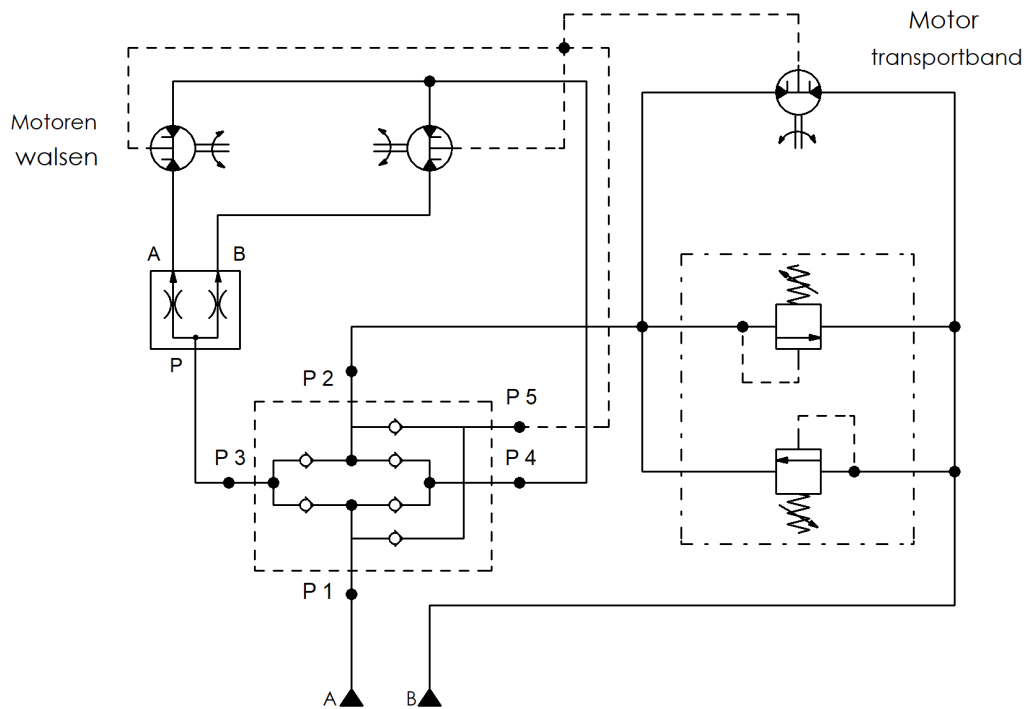 Motor
transportband
Motoren
walsen
A
B
P
P 2
P 5
P 3
P 4
P 1
A
B